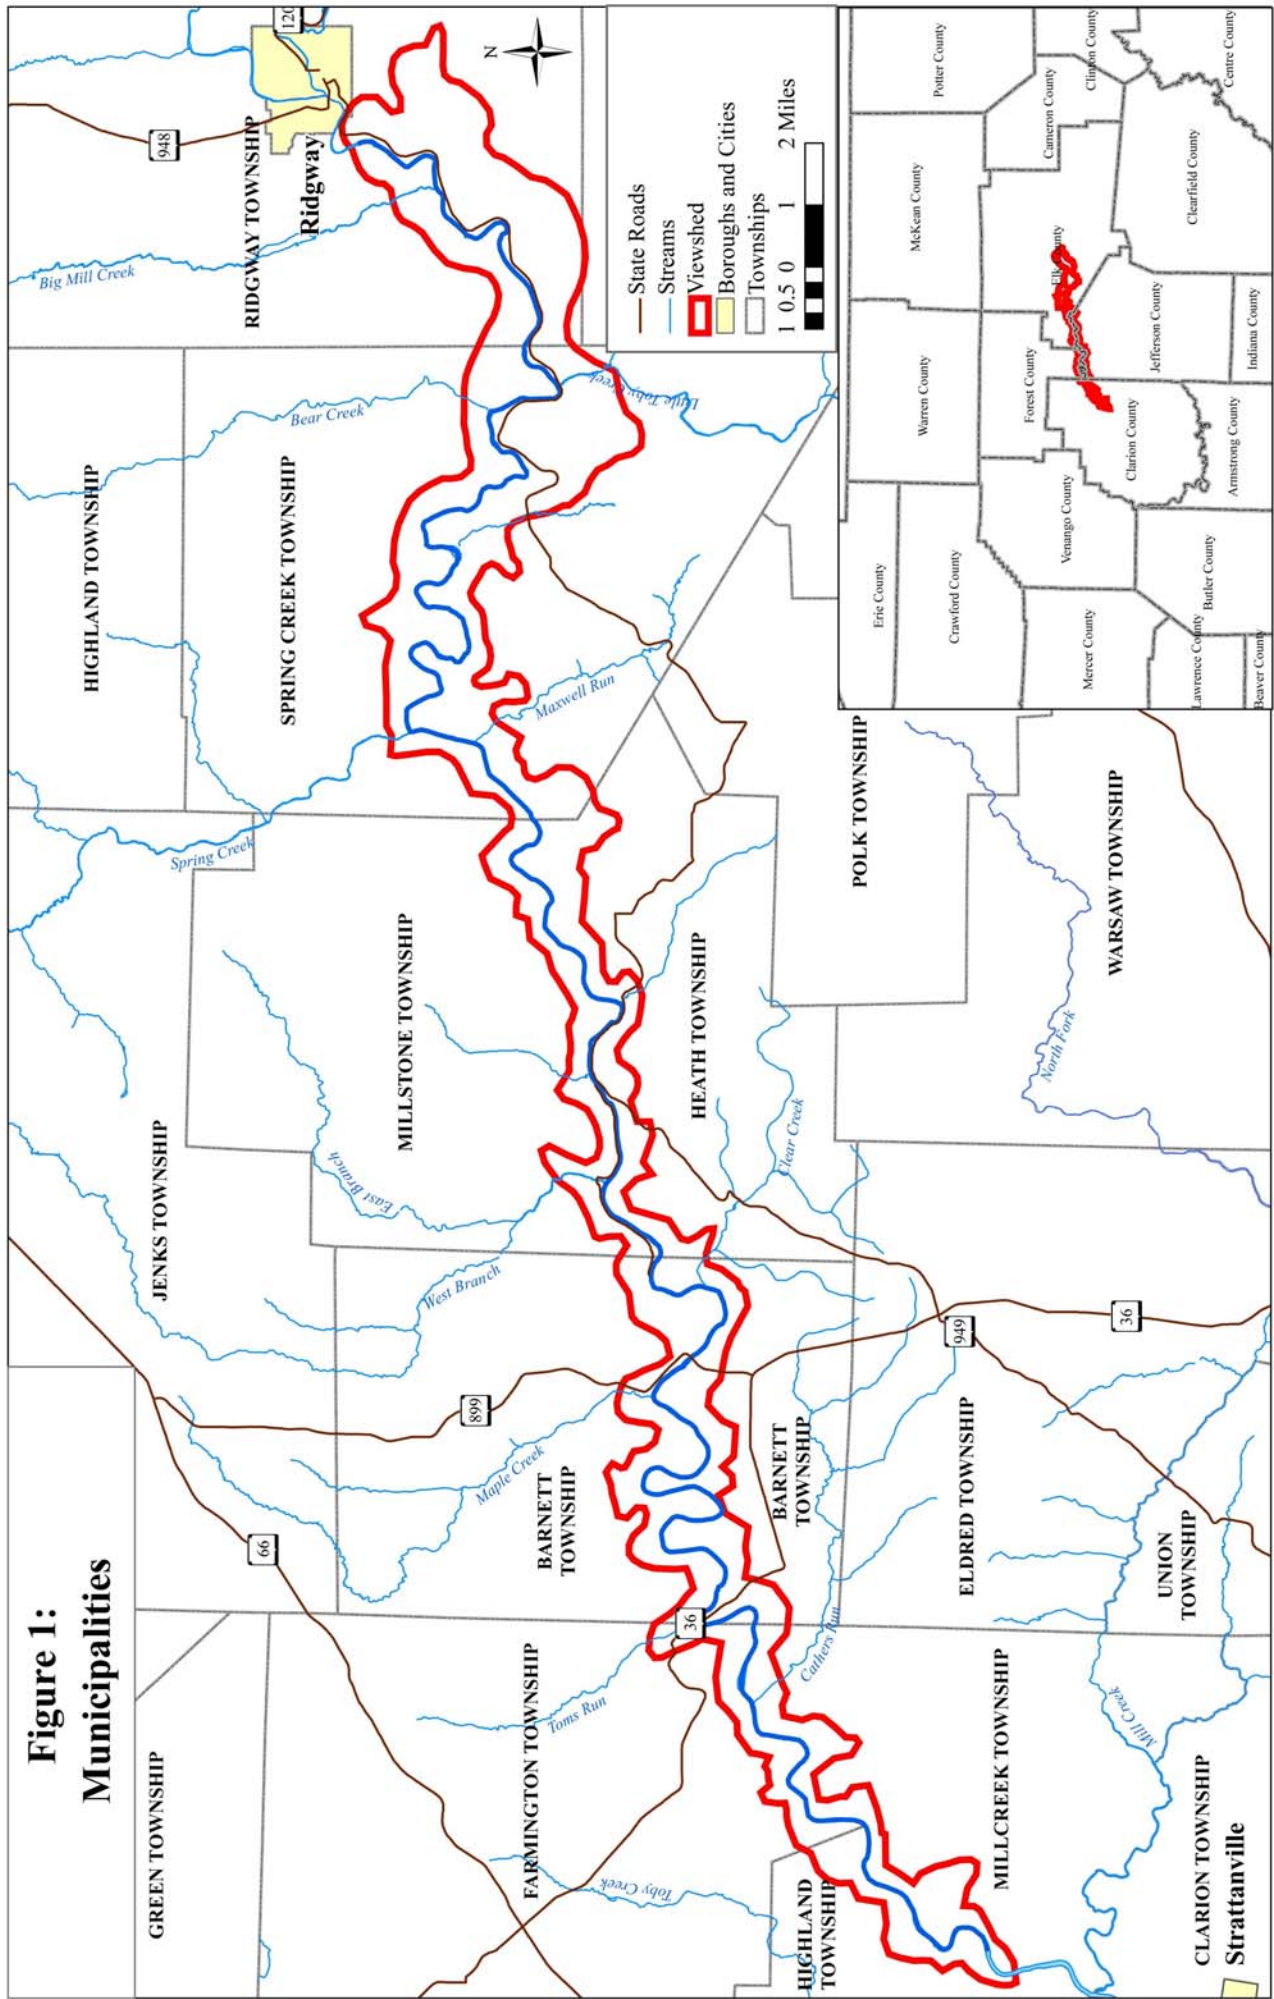 Figure 1:
Municipalities
GREEN TOWNSHIP
JENKS TOWNSHIP
HIGHLAND TOWNSHIP
RIDGWAY TOWNSHIP
Ridgway
948
120
Big Mill Creek
Bear Creek
SPRING CREEK TOWNSHIP
Spring Creek
66
899
MILLSTONE TOWNSHIP
East Branch
West Branch
Maple Creek
BARNETT
TOWNSHIP
FARMINGTON TOWNSHIP
Toms Run
Toby Creek
36
Maxwell Run
Little Toby Creek
HEATH TOWNSHIP
Clear Creek
BARNETT
TOWNSHIP
Cathers Run
HIGHLAND
TOWNSHIP
POLK TOWNSHIP
WARSAW TOWNSHIP
North Fork
949
36
ELDRED TOWNSHIP
MILLCREEK TOWNSHIP
Mill Creek
UNION
TOWNSHIP
CLARION TOWNSHIP
Strattanville
N
State Roads
Streams
Viewshed
Boroughs and Cities
Townships
1 0.5 0 1 2 Miles
Erie County
Warren County
McKean County
Potter County
Crawford County
Forest County
Elk County
Cameron County
Clinton County
Mercer County
Venango County
Clarion County
Jefferson County
Clearfield County
Centre County
Lawrence County
Butler County
Armstrong County
Indiana County
Beaver County